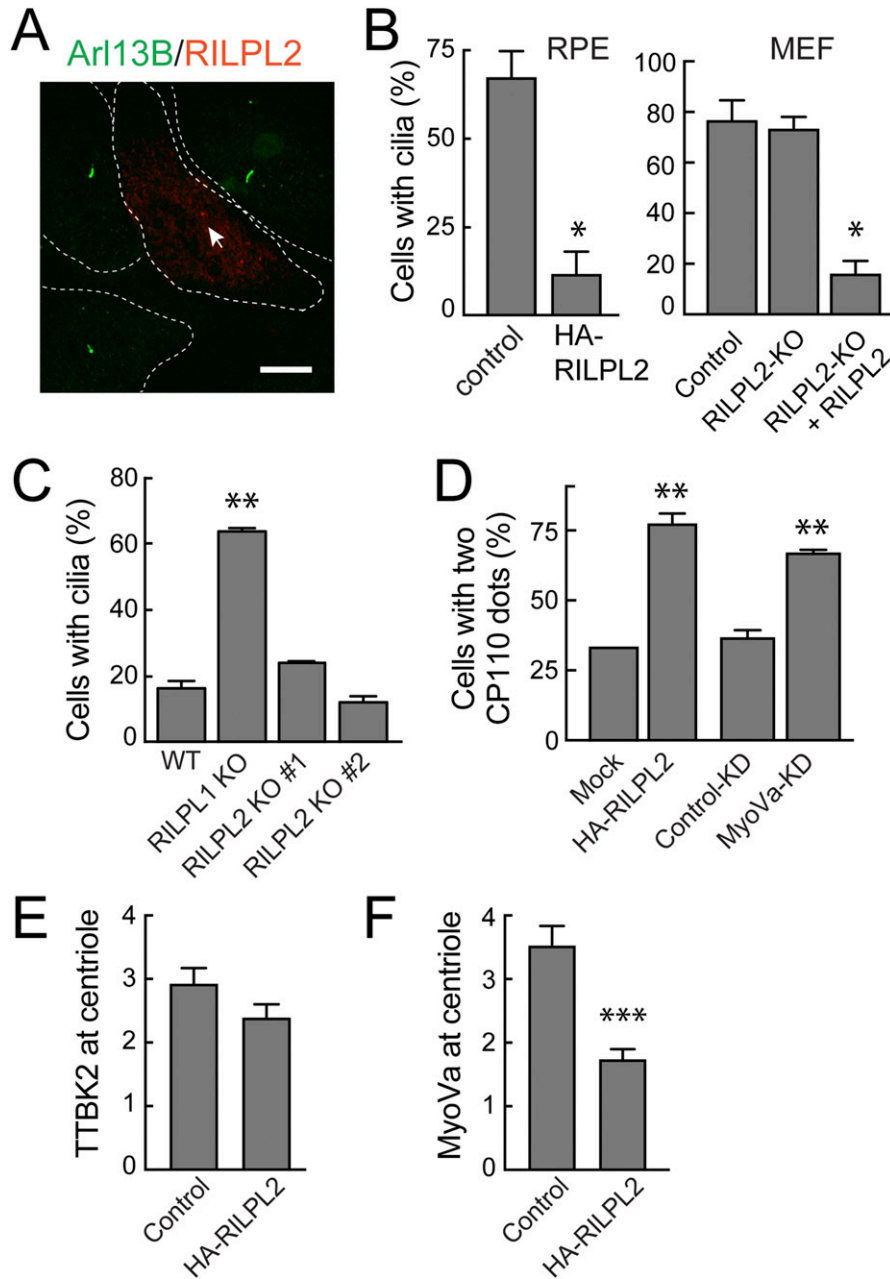 A
Arl13B/RILPL2
B
Cells with cilia (%)
75
50
25
0
RPE
*
control
HA-
RILPL2
MEF
100
80
60
40
20
0
*
Control
RILPL2-KO
RILPL2-KO
+ RILPL2
C
Cells with cilia (%)
80
60
40
20
0
**
WT
RILPL1 KO
RILPL2 KO #1
RILPL2 KO #2
D
Cells with two
CP110 dots (%)
75
50
25
0
**
**
Mock
HA-RILPL2
Control-KD
MyoVa-KD
E
TTBK2 at centriole
4
3
2
1
0
Control
HA-RILPL2
F
MyoVa at centriole
4
3
2
1
0
***
Control
HA-RILPL2